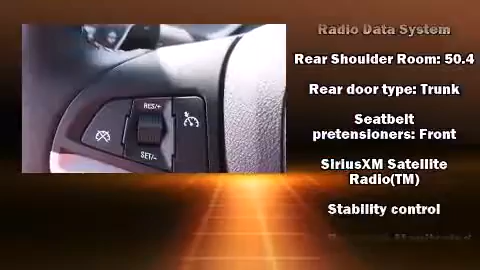 Radio Data System
Rear Shoulder Room: 50.4
Rear door type: Trunk
Seatbelt
pretensioners: Front
SiriusXM Satellite
Radio(TM)
Stability control
RES/+
SET/-